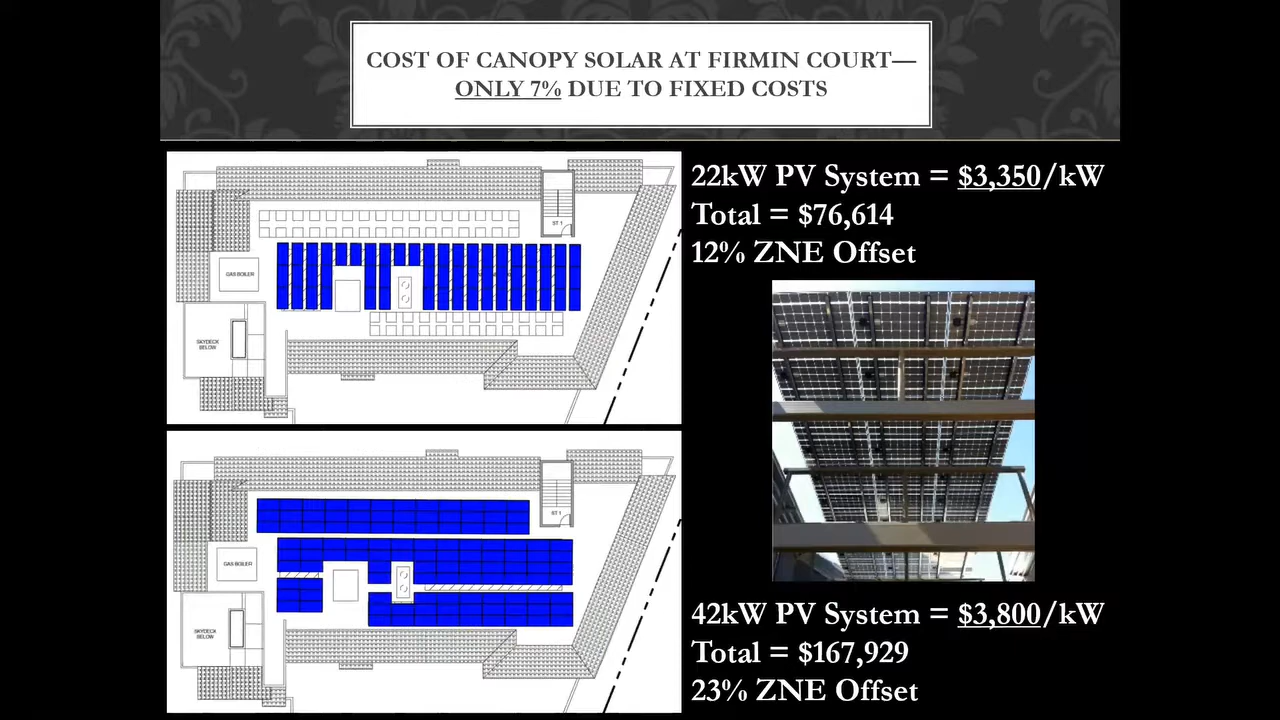 COST OF CANOPY SOLAR AT FIRMIN COURT—
ONLY 7% DUE TO FIXED COSTS
22kW PV System = $3,350/kW
Total = $76,614
12% ZNE Offset
ST 1
GAS BOILER
SKYDECK
BELOW
ST 1
GAS BOILER
SKYDECK
BELOW
42kW PV System = $3,800/kW
Total = $167,929
23% ZNE Offset